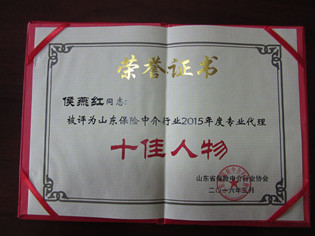 荣誉证书
侯燕红同志:
被评为山东保险中介行业2015年度专业代理
十佳人物
山东省保险中介行业协会
二〇一六年三月